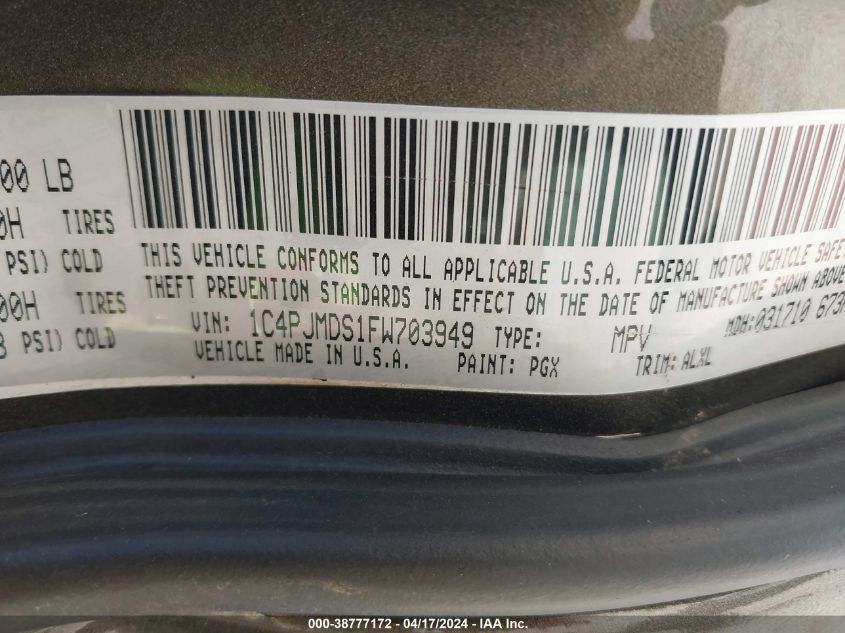 00 LB
0H TIRES
PSI) COLD
00H TIRES
PSI) COLD
THIS VEHICLE CONFORMS TO ALL APPLICABLE U.S.A. FEDERAL MOTOR VEHICLE SAFE
THEFT PREVENTION STANDARDS IN EFFECT ON THE DATE OF MANUFACTURE SHOWN ABOVE
VIN: 1C4PJMDS1FW703949 TYPE: MPV MDH:031710 673
VEHICLE MADE IN U.S.A. PAINT: PGX TRIM: ALXL
000-38777172 - 04/17/2024 - IAA Inc.